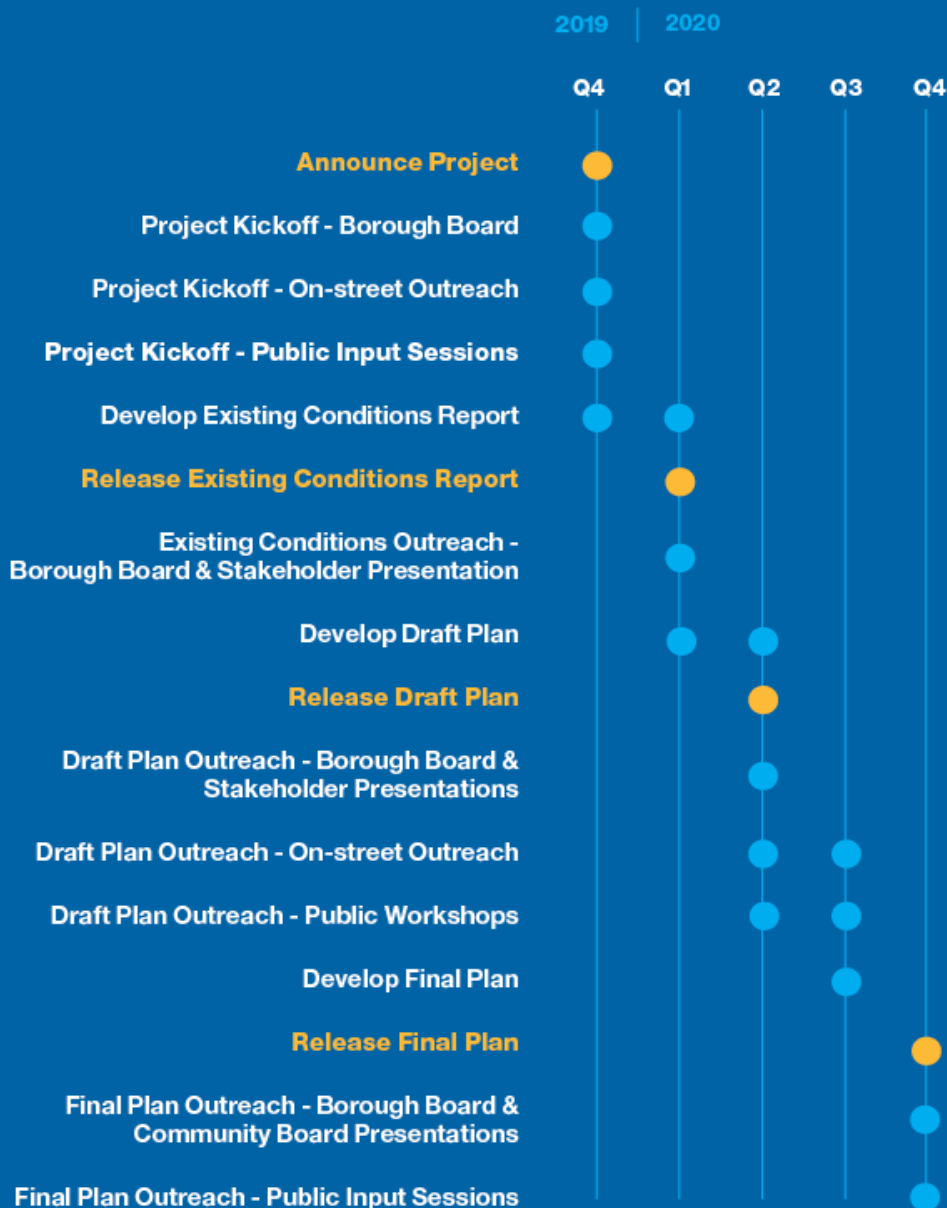 2019 | 2020
Q4 Q1 Q2 Q3 Q4
Announce Project
Project Kickoff - Borough Board
Project Kickoff - On-street Outreach
Project Kickoff - Public Input Sessions
Develop Existing Conditions Report
Release Existing Conditions Report
Existing Conditions Outreach -
Borough Board & Stakeholder Presentation
Develop Draft Plan
Release Draft Plan
Draft Plan Outreach - Borough Board &
Stakeholder Presentations
Draft Plan Outreach - On-street Outreach
Draft Plan Outreach - Public Workshops
Develop Final Plan
Release Final Plan
Final Plan Outreach - Borough Board &
Community Board Presentations
Final Plan Outreach - Public Input Sessions